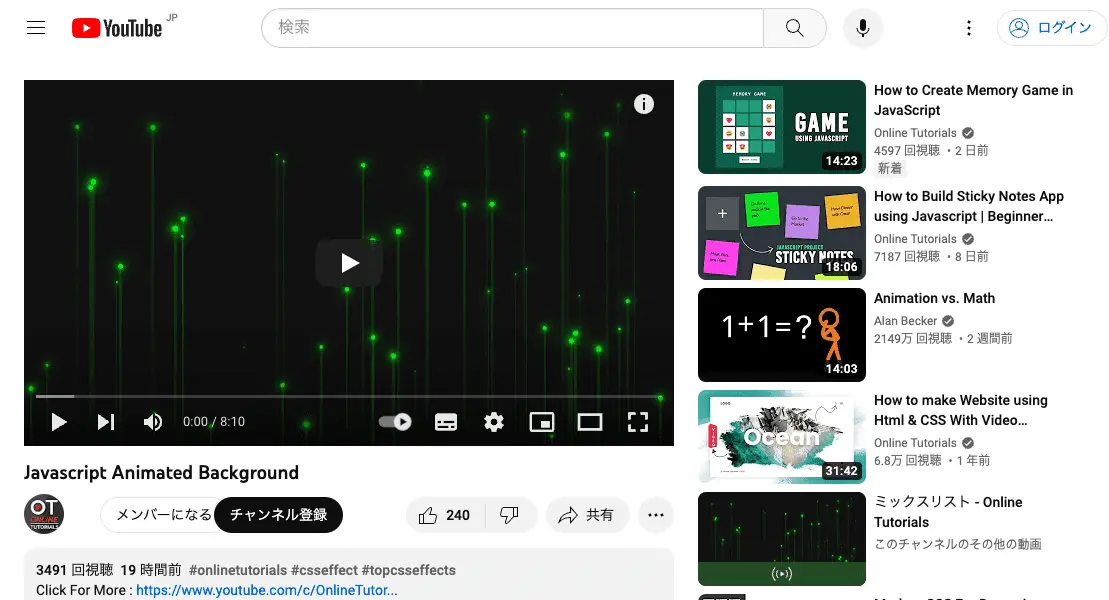 YouTube JP
検索
ログイン
0:00 / 8:10
Javascript Animated Background
OT
ONLINE
TUTORIALS
メンバーになる
チャンネル登録
240
共有
3491 回視聴 19 時間前 #onlinetutorials #csseffect #topcsseffects
Click For More : https://www.youtube.com/c/OnlineTutor...
MEMORY GAME
GAME
USING JAVASCRIPT
14:23
How to Create Memory Game in
JavaScript
Online Tutorials
4597 回視聴 ・2 日前
新着
JAVASCRIPT PROJECT
STICKY NOTES
18:06
How to Build Sticky Notes App
using Javascript | Beginner…
Online Tutorials
7187 回視聴 ・8 日前
1+1=?
14:03
Animation vs. Math
Alan Becker
2149万 回視聴 ・2 週間前
LOGO
VIDEO
Ocean
31:42
How to make Website using
Html & CSS With Video…
Online Tutorials
6.8万 回視聴 ・1 年前
ミックスリスト - Online
Tutorials
このチャンネルのその他の動画